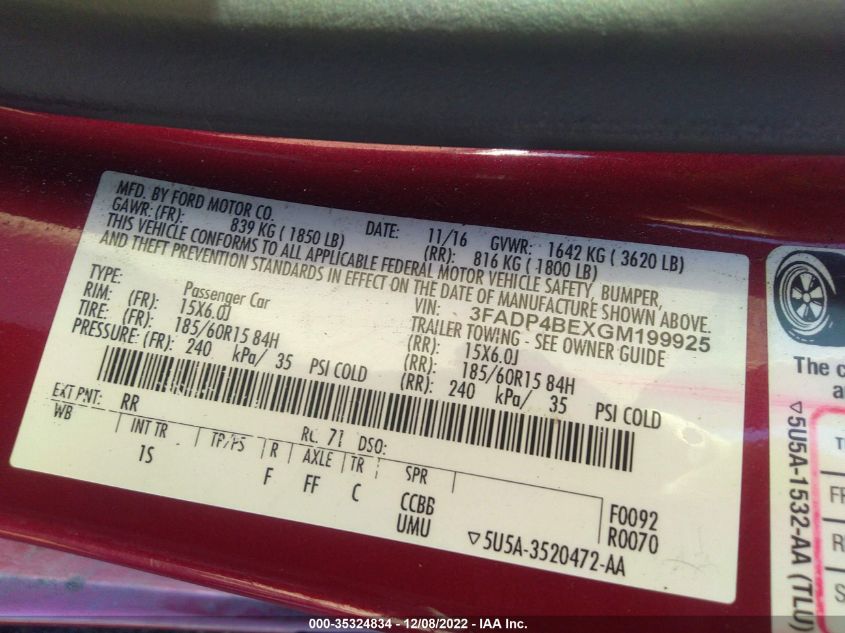 MFD. BY FORD MOTOR CO.
DATE: 11/16 GVWR: 1642 KG ( 3620 LB)
GAWR: (FR): 839 KG ( 1850 LB) (RR): 816 KG ( 1800 LB)
THIS VEHICLE CONFORMS TO ALL APPLICABLE FEDERAL MOTOR VEHICLE SAFETY, BUMPER,
AND THEFT PREVENTION STANDARDS IN EFFECT ON THE DATE OF MANUFACTURE SHOWN ABOVE.
VIN: 3FADP4BEXGM199925
TYPE: Passenger Car TRAILER TOWING - SEE OWNER GUIDE
RIM: (FR): 15X6.0J (RR): 15X6.0J
TIRE: (FR): 185/60R15 84H (RR): 185/60R15 84H
PRESSURE: (FR): 240 kPa/ 35 PSI COLD (RR): 240 kPa/ 35 PSI COLD
EXT PNT: RR RC: 71 DSO:
WB INT TR TP/PS R AXLE TR SPR
1S F FF C CCBB
UMU
F0092
R0070
▽5U5A-3520472-AA
The c
a
▽5U5A-1532-AA (TLU)
T
FR
R
S
000-35324834 - 12/08/2022 - IAA Inc.